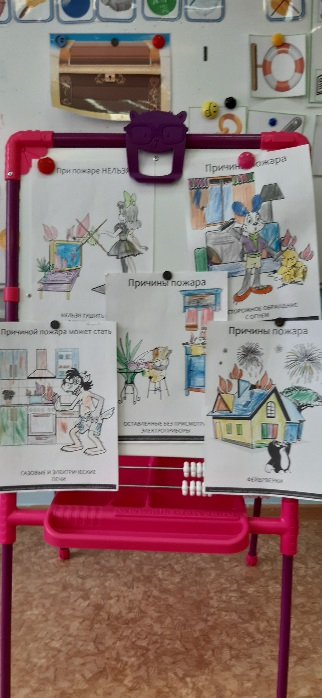 При пожаре НЕЛЬЗЯ
Причины пожара
С ОГНЕМ
Причины пожара
ОСТАВЛЕННЫЕ БЕЗ ПРИСМОТРА
ЭЛЕКТРОПРИБОРЫ
Причиной пожара может стать
ГАЗОВЫЕ И ЭЛЕКТРИЧЕСКИЕ
ПЕЧИ
Причины пожара
ФЕЙЕРВЕРКИ